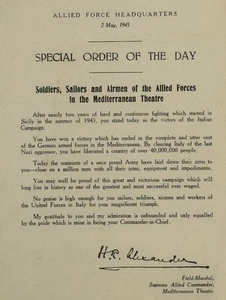 ALLIED FORCE HEADQUARTERS
2 May, 1945
SPECIAL ORDER OF THE DAY
Soldiers, Sailors and Airmen of the Allied Forces
in the Mediterranean Theatre
After nearly two years of hard and continuous fighting which started
in Sicily in the summer of 1943, you stand today as the victors of the Italian
Campaign.
You have won a victory which has ended in the complete and utter rout
of the German armed forces in the Mediterranean. By clearing Italy of the last
Nazi aggressor, you have liberated a country of over 40,000,000 people.
Today the remnants of a once proud Army have laid down their arms to
you—close on a million men with all their arms, equipment and impedimenta.
You may well be proud of this great and victorious campaign which will
long live in history as one of the greatest and most successful ever waged.
No praise is high enough for you sailors, soldiers, airmen and workers
of the United Forces in Italy for your magnificent triumph.
My gratitude to you and my admiration is unbounded and only equalled
by the pride which is mine in being your Commander-in-Chief.
H.R. Alexander
Field-Marshal,
Supreme Allied Commander,
Mediterranean Theatre.